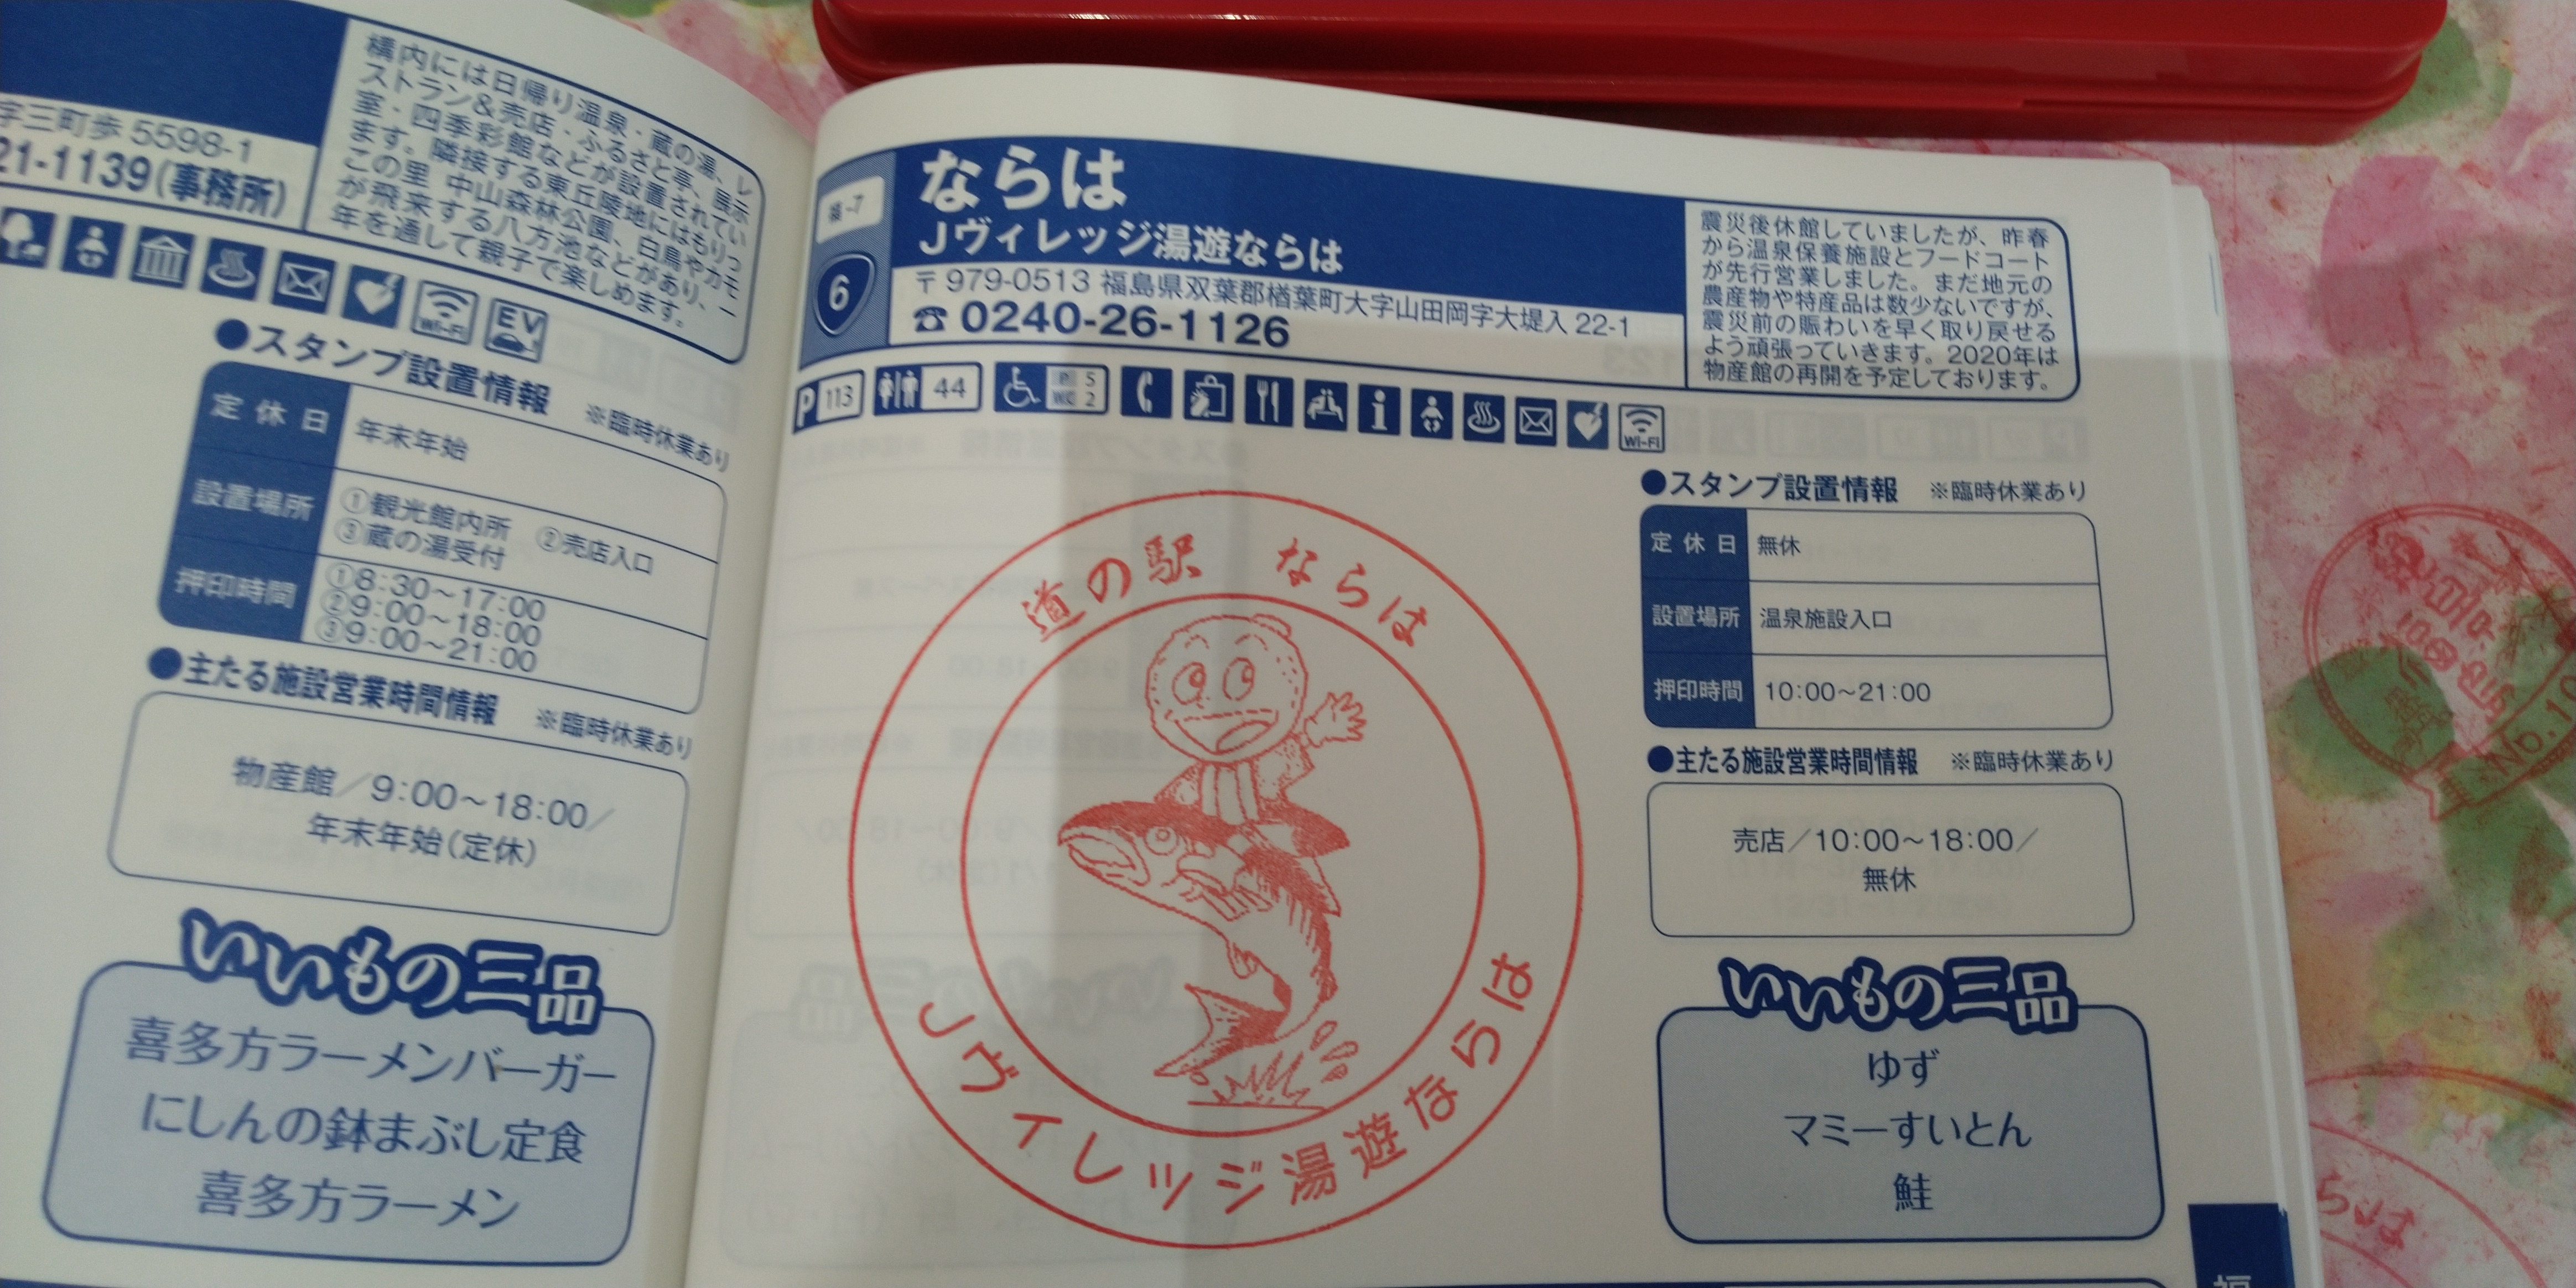 字三町歩 5598-1
21-1139(事務所)
構内には日帰り温泉・蔵の湯、レ
ストラン&売店・ふるさと亭、展示
室・四季彩館などが設置されてい
ます。隣接する東丘陵地にはもりっ
この里 中山森林公園、白鳥やカモ
が飛来する八方池などがあり、一
年を通して親子で楽しめます。
Wi-Fi
EV
●スタンプ設置情報 ※臨時休業あり
定休日 年末年始
設置場所 ①観光館内所 ②売店入口
③蔵の湯受付
押印時間 ①8:30～17:00
②9:00～18:00
③9:00～21:00
●主たる施設営業時間情報 ※臨時休業あり
物産館／9:00～18:00／
年末年始(定休)
いいもの三品
喜多方ラーメンバーガー
にしんの鉢まぶし定食
喜多方ラーメン
福-7
6
ならは
Jヴィレッジ湯遊ならは
〒979-0513 福島県双葉郡楢葉町大字山田岡字大堤入 22-1
☎ 0240-26-1126
震災後休館していましたが、昨春
から温泉保養施設とフードコート
が先行営業しました。まだ地元の
農産物や特産品は数少ないですが、
震災前の賑わいを早く取り戻せる
よう頑張っていきます。2020年は
物産館の再開を予定しております。
P 113 44 P 5
WC 2
i
Wi-Fi
道の駅 ならは
Jヴィレッジ湯遊ならは
●スタンプ設置情報 ※臨時休業あり
定休日 無休
設置場所 温泉施設入口
押印時間 10:00～21:00
●主たる施設営業時間情報 ※臨時休業あり
売店／10:00～18:00／
無休
いいもの三品
ゆず
マミーすいとん
鮭
福
No.10
らは